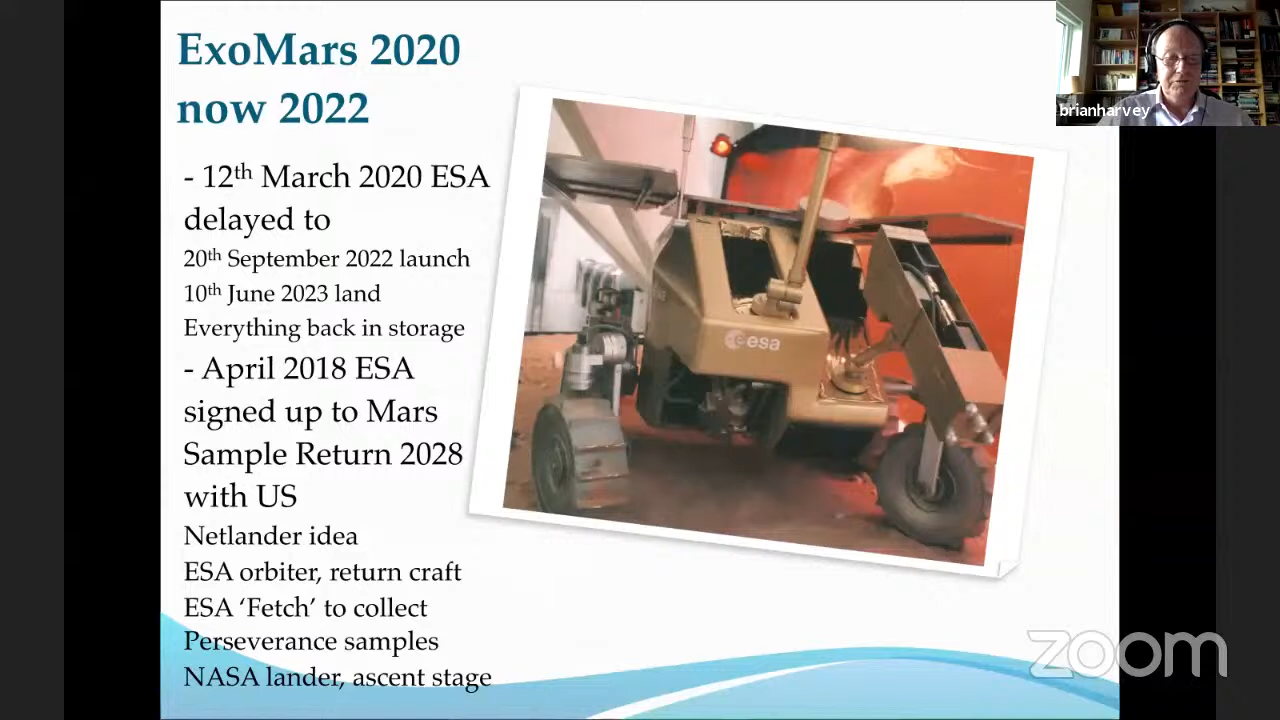 ExoMars 2020
now 2022
- 12th March 2020 ESA
delayed to
20th September 2022 launch
10th June 2023 land
Everything back in storage
- April 2018 ESA
signed up to Mars
Sample Return 2028
with US
Netlander idea
ESA orbiter, return craft
ESA ‘Fetch’ to collect
Perseverance samples
NASA lander, ascent stage
esa
brianharvey
zoom